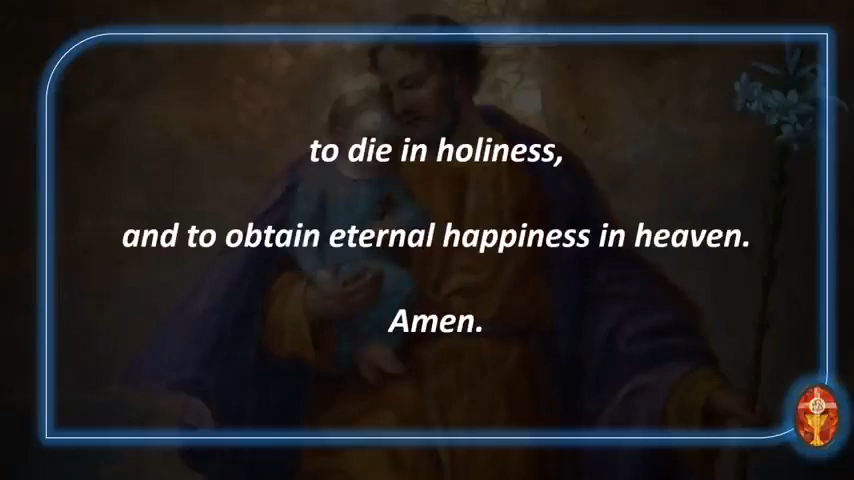 to die in holiness,
and to obtain eternal happiness in heaven.
Amen.